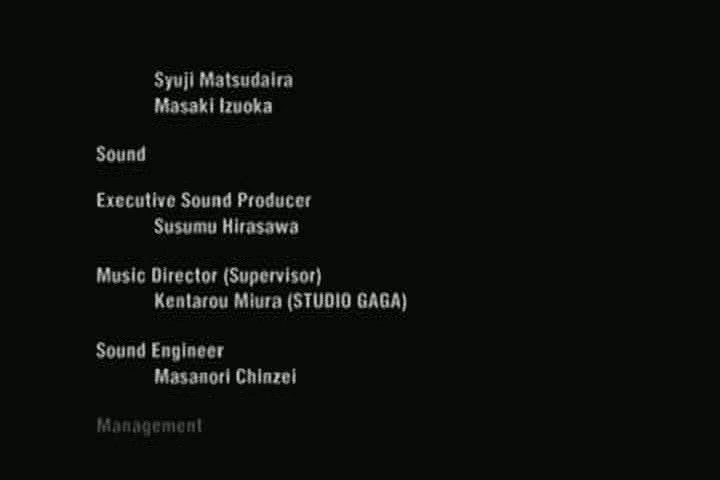 Syuji Matsudaira
Masaki Izuoka
Sound
Executive Sound Producer
Susumu Hirasawa
Music Director (Supervisor)
Kentarou Miura (STUDIO GAGA)
Sound Engineer
Masanori Chinzei
Management